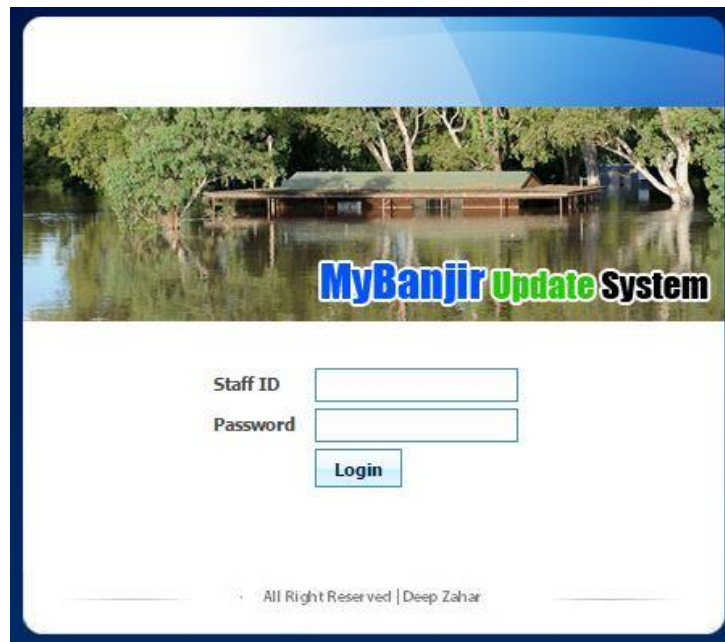 MyBanjir Update System
Staff ID
Password
Login
All Right Reserved | Deep Zahar